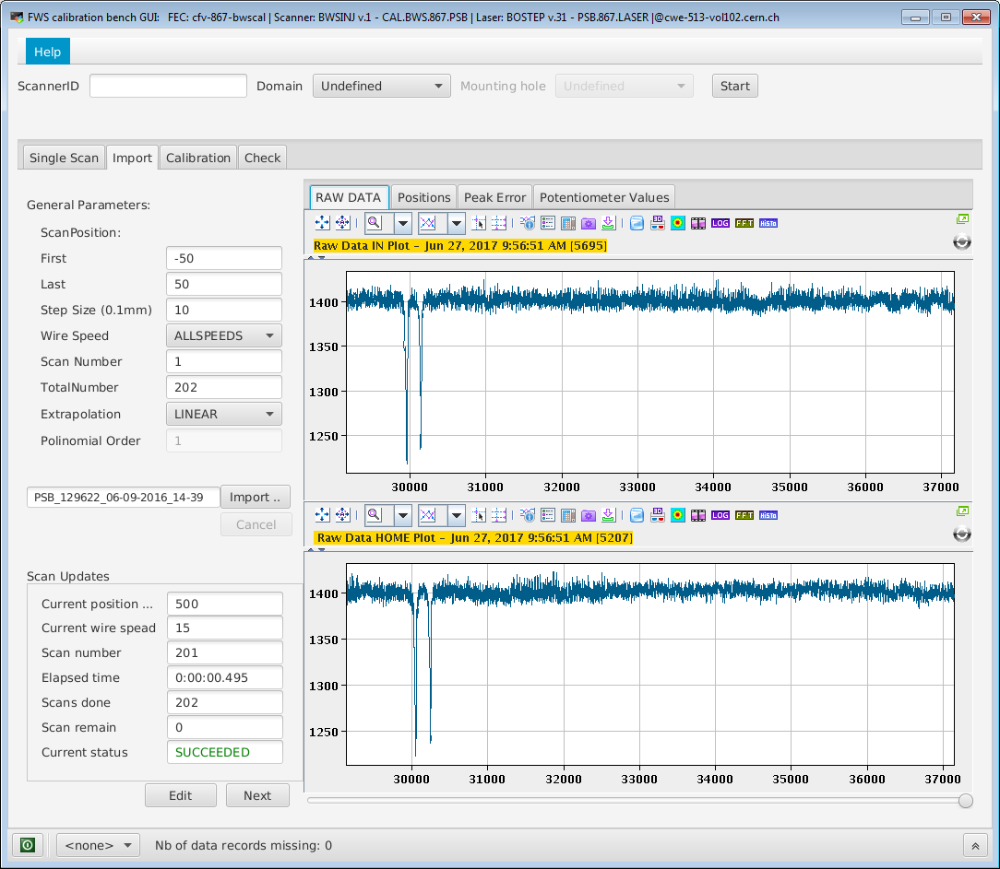 FWS calibration bench GUI: FEC: cfv-867-bwscal | Scanner: BWSINJ v.1 - CAL.BWS.867.PSB | Laser: BOSTEP v.31 - PSB.867.LASER |@cwe-513-vol102.cern.ch
Help
ScannerID Domain Undefined Mounting hole Undefined Start
Single Scan Import Calibration Check
General Parameters:
ScanPosition:
First -50
Last 50
Step Size (0.1mm) 10
Wire Speed ALLSPEEDS
Scan Number 1
TotalNumber 202
Extrapolation LINEAR
Polinomial Order 1
PSB_129622_06-09-2016_14-39 Import ..
Cancel
Scan Updates
Current position ... 500
Current wire spead 15
Scan number 201
Elapsed time 0:00:00.495
Scans done 202
Scan remain 0
Current status SUCCEEDED
Edit Next
RAW DATA Positions Peak Error Potentiometer Values
3D LOG FFT HISTO
Raw Data IN Plot - Jun 27, 2017 9:56:51 AM [5695]
1400
1350
1300
1250
30000 31000 32000 33000 34000 35000 36000 37000
3D LOG FFT HISTO
Raw Data HOME Plot - Jun 27, 2017 9:56:51 AM [5207]
1400
1350
1300
1250
30000 31000 32000 33000 34000 35000 36000 37000
<none> Nb of data records missing: 0